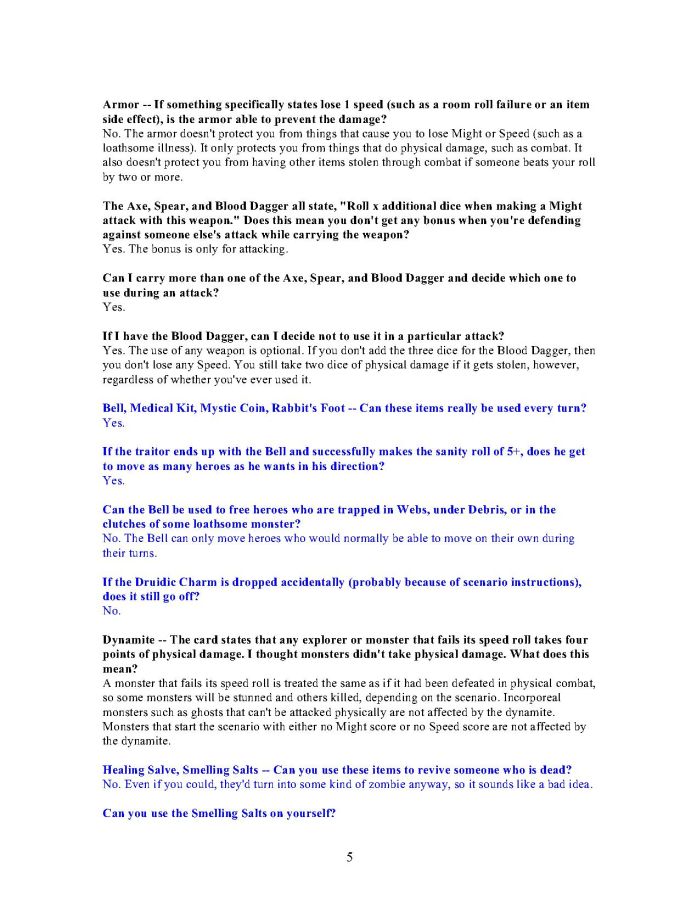 Armor -- If something specifically states lose 1 speed (such as a room roll failure or an item
side effect), is the armor able to prevent the damage?
No. The armor doesn't protect you from things that cause you to lose Might or Speed (such as a
loathsome illness). It only protects you from things that do physical damage, such as combat. It
also doesn't protect you from having other items stolen through combat if someone beats your roll
by two or more.
The Axe, Spear, and Blood Dagger all state, "Roll x additional dice when making a Might
attack with this weapon." Does this mean you don't get any bonus when you're defending
against someone else's attack while carrying the weapon?
Yes. The bonus is only for attacking.
Can I carry more than one of the Axe, Spear, and Blood Dagger and decide which one to
use during an attack?
Yes.
If I have the Blood Dagger, can I decide not to use it in a particular attack?
Yes. The use of any weapon is optional. If you don't add the three dice for the Blood Dagger, then
you don't lose any Speed. You still take two dice of physical damage if it gets stolen, however,
regardless of whether you've ever used it.
Bell, Medical Kit, Mystic Coin, Rabbit's Foot -- Can these items really be used every turn?
Yes.
If the traitor ends up with the Bell and successfully makes the sanity roll of 5+, does he get
to move as many heroes as he wants in his direction?
Yes.
Can the Bell be used to free heroes who are trapped in Webs, under Debris, or in the
clutches of some loathsome monster?
No. The Bell can only move heroes who would normally be able to move on their own during
their turns.
If the Druidic Charm is dropped accidentally (probably because of scenario instructions),
does it still go off?
No.
Dynamite -- The card states that any explorer or monster that fails its speed roll takes four
points of physical damage. I thought monsters didn't take physical damage. What does this
mean?
A monster that fails its speed roll is treated the same as if it had been defeated in physical combat,
so some monsters will be stunned and others killed, depending on the scenario. Incorporeal
monsters such as ghosts that can't be attacked physically are not affected by the dynamite.
Monsters that start the scenario with either no Might score or no Speed score are not affected by
the dynamite.
Healing Salve, Smelling Salts -- Can you use these items to revive someone who is dead?
No. Even if you could, they'd turn into some kind of zombie anyway, so it sounds like a bad idea.
Can you use the Smelling Salts on yourself?
5